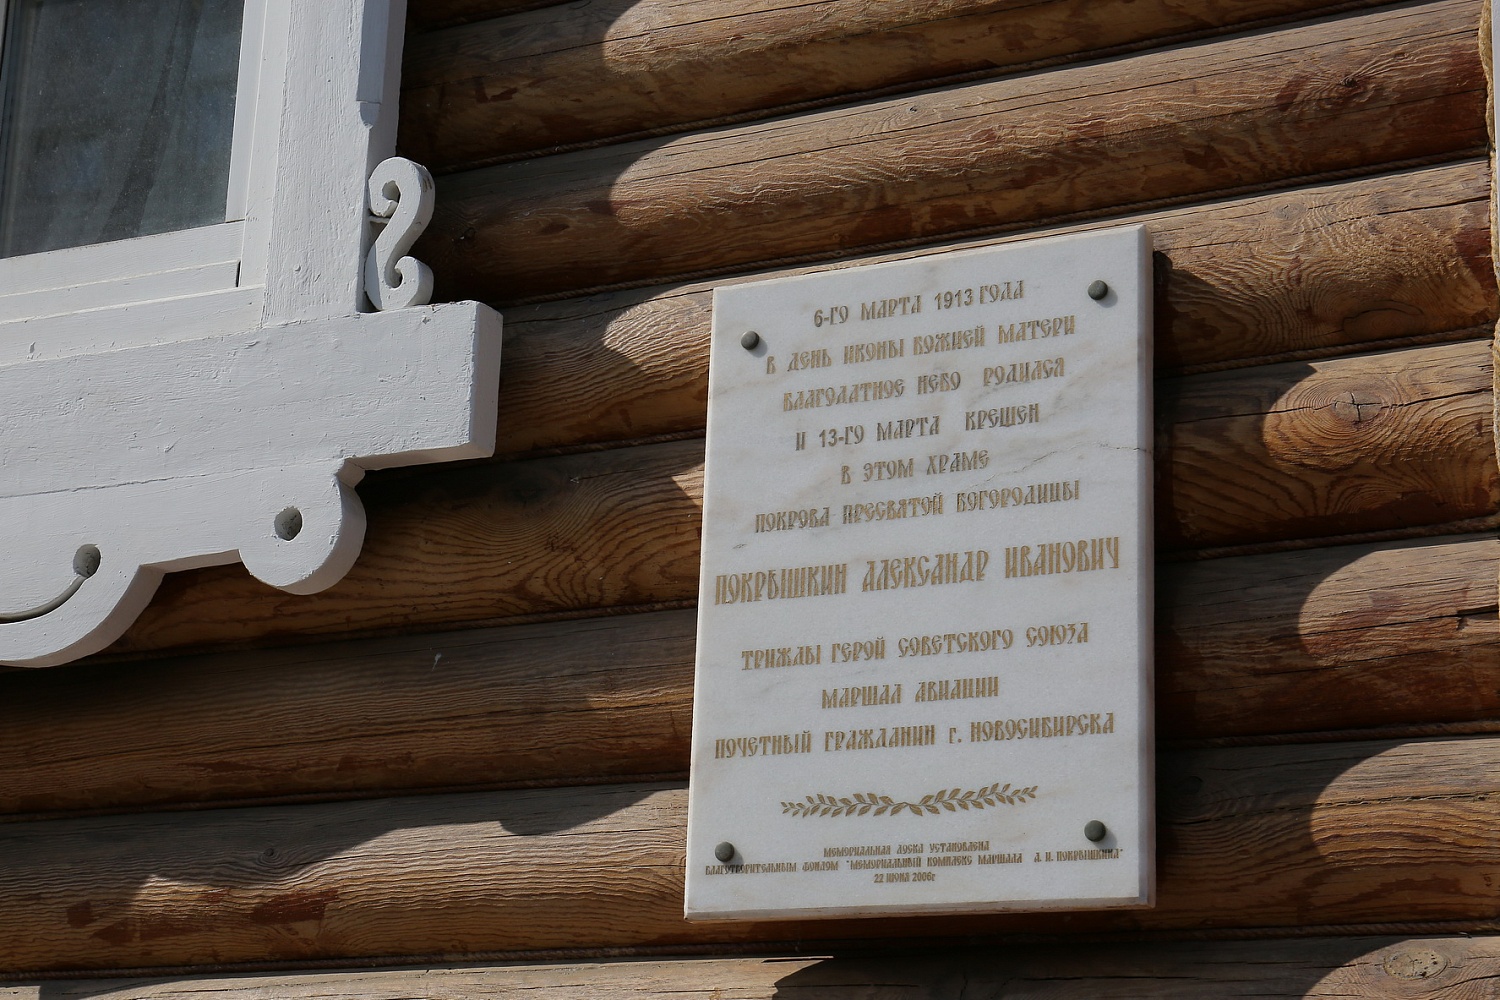 6-ГО МАРТА 1913 ГОДА
В ДЕНЬ ИКОНЫ БОЖИЕЙ МАТЕРИ
БЛАГОДАТНОЕ НЕБО РОДИЛСЯ
И 13-ГО МАРТА КРЕЩЕН
В ЭТОМ ХРАМЕ
ПОКРОВА ПРЕСВЯТОЙ БОГОРОДИЦЫ
ПОКРЫШКИН АЛЕКСАНДР ИВАНОВИЧ
ТРИЖДЫ ГЕРОЙ СОВЕТСКОГО СОЮЗА
МАРШАЛ АВИАЦИИ
ПОЧЕТНЫЙ ГРАЖДАНИН г. НОВОСИБИРСКА
МЕМОРИАЛЬНАЯ ДОСКА УСТАНОВЛЕНА
БЛАГОТВОРИТЕЛЬНЫМ ФОНДОМ "МЕМОРИАЛЬНЫЙ КОМПЛЕКС МАРШАЛА А. И. ПОКРЫШКИНА"
22 ИЮНЯ 2006г